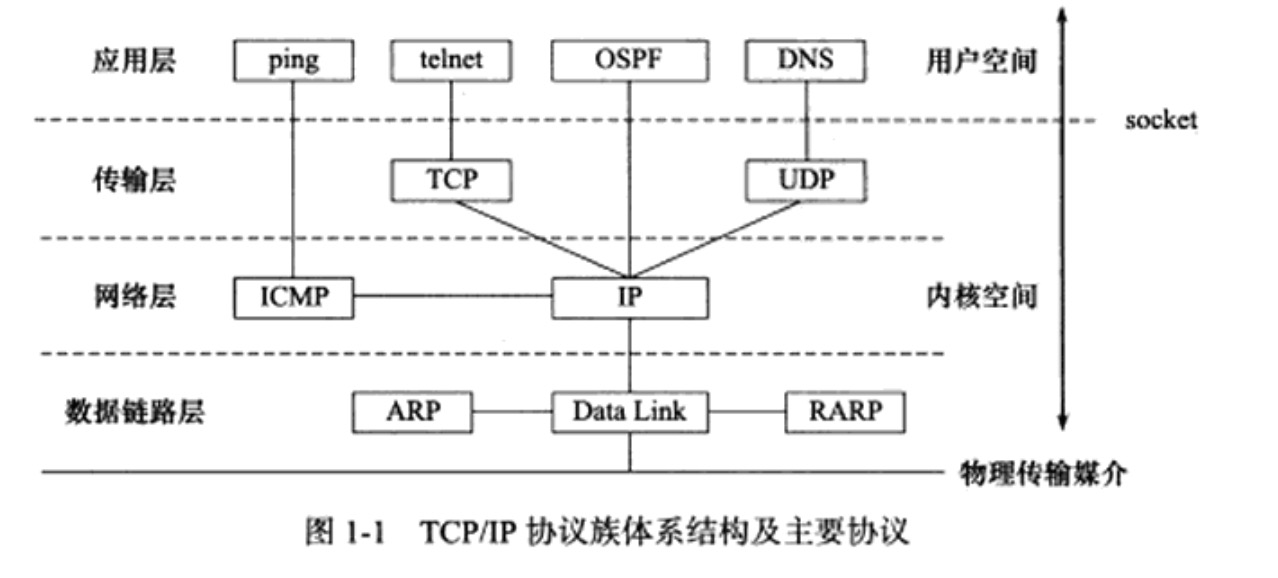 应用层 ping telnet OSPF DNS 用户空间
socket
传输层 TCP UDP
网络层 ICMP IP 内核空间
数据链路层 ARP Data Link RARP
物理传输媒介
图 1-1 TCP/IP 协议族体系结构及主要协议